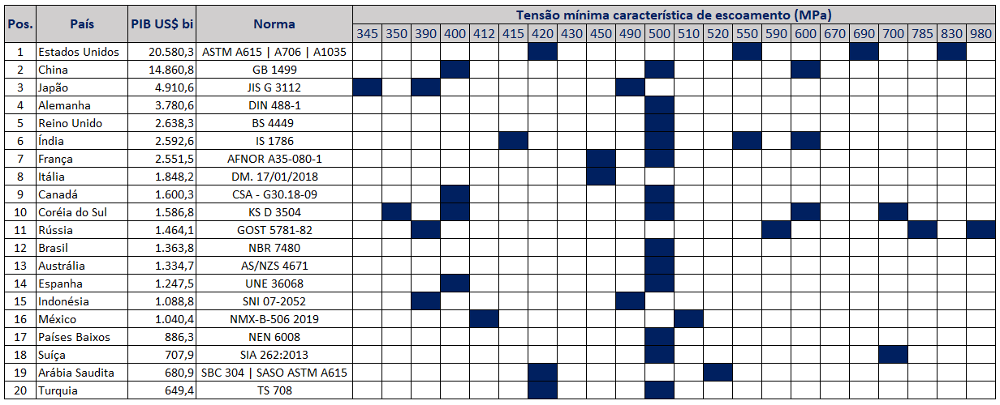 Pos. País PIB US$ bi Norma Tensão mínima característica de escoamento (MPa)
345 350 390 400 412 415 420 430 450 490 500 510 520 550 590 600 670 690 700 785 830 980
1 Estados Unidos 20.580,3 ASTM A615 | A706 | A1035
2 China 14.860,8 GB 1499
3 Japão 4.910,6 JIS G 3112
4 Alemanha 3.780,6 DIN 488-1
5 Reino Unido 2.638,3 BS 4449
6 Índia 2.592,6 IS 1786
7 França 2.551,5 AFNOR A35-080-1
8 Itália 1.848,2 DM. 17/01/2018
9 Canadá 1.600,3 CSA - G30.18-09
10 Coréia do Sul 1.586,8 KS D 3504
11 Rússia 1.464,1 GOST 5781-82
12 Brasil 1.363,8 NBR 7480
13 Austrália 1.334,7 AS/NZS 4671
14 Espanha 1.247,5 UNE 36068
15 Indonésia 1.088,8 SNI 07-2052
16 México 1.040,4 NMX-B-506 2019
17 Países Baixos 886,3 NEN 6008
18 Suíça 707,9 SIA 262:2013
19 Arábia Saudita 680,9 SBC 304 | SASO ASTM A615
20 Turquia 649,4 TS 708